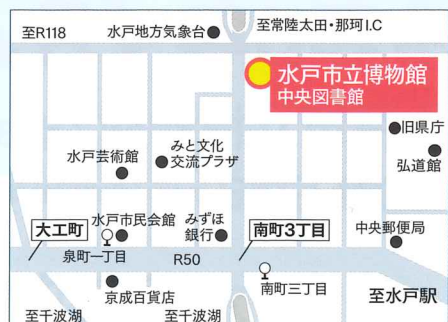 至R118
水戸地方気象台
至常陸太田・那珂I.C
水戸市立博物館
中央図書館
旧県庁
みと文化
交流プラザ
弘道館
水戸芸術館
大工町
水戸市民会館
みずほ
銀行
南町3丁目
中央郵便局
泉町一丁目
R50
京成百貨店
南町三丁目
至水戸駅
至千波湖
至千波湖